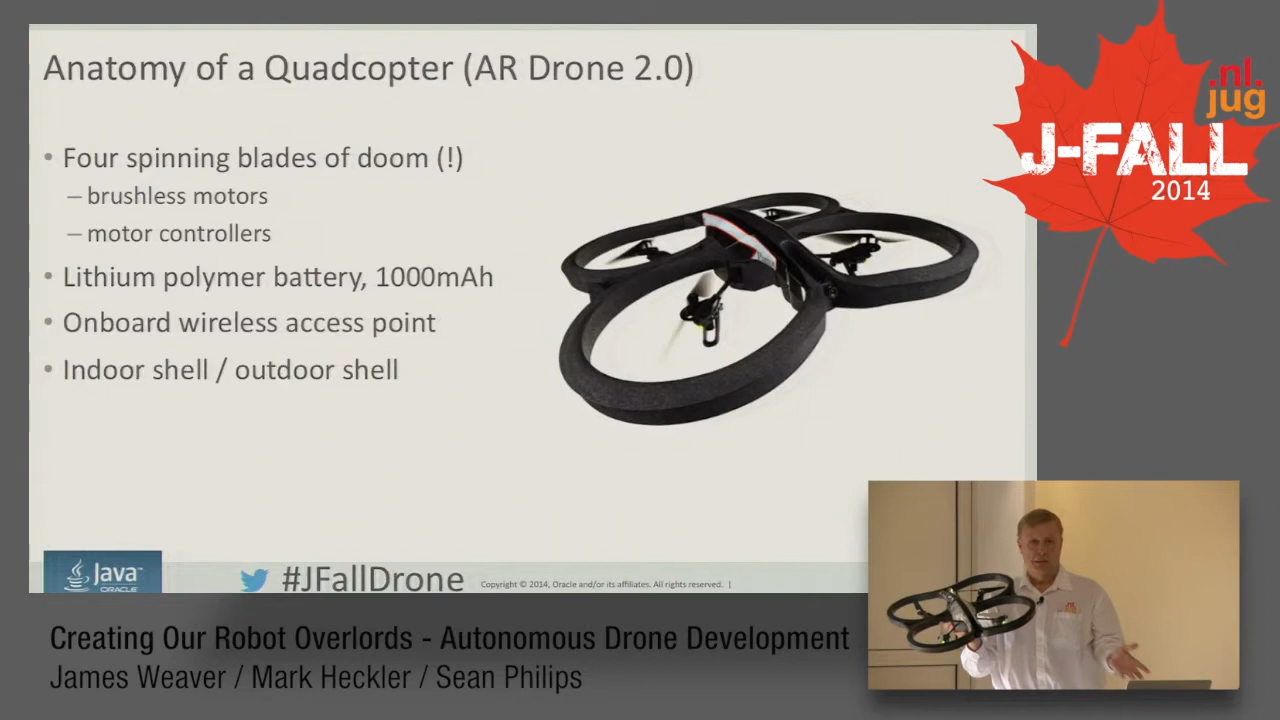 Anatomy of a Quadcopter (AR Drone 2.0)
• Four spinning blades of doom (!)
– brushless motors
– motor controllers
• Lithium polymer battery, 1000mAh
• Onboard wireless access point
• Indoor shell / outdoor shell
Java™
ORACLE
#JFallDrone
Copyright © 2014, Oracle and/or its affiliates. All rights reserved. |
.nl.
jug
J-FALL
2014
Creating Our Robot Overlords - Autonomous Drone Development
James Weaver / Mark Heckler / Sean Philips